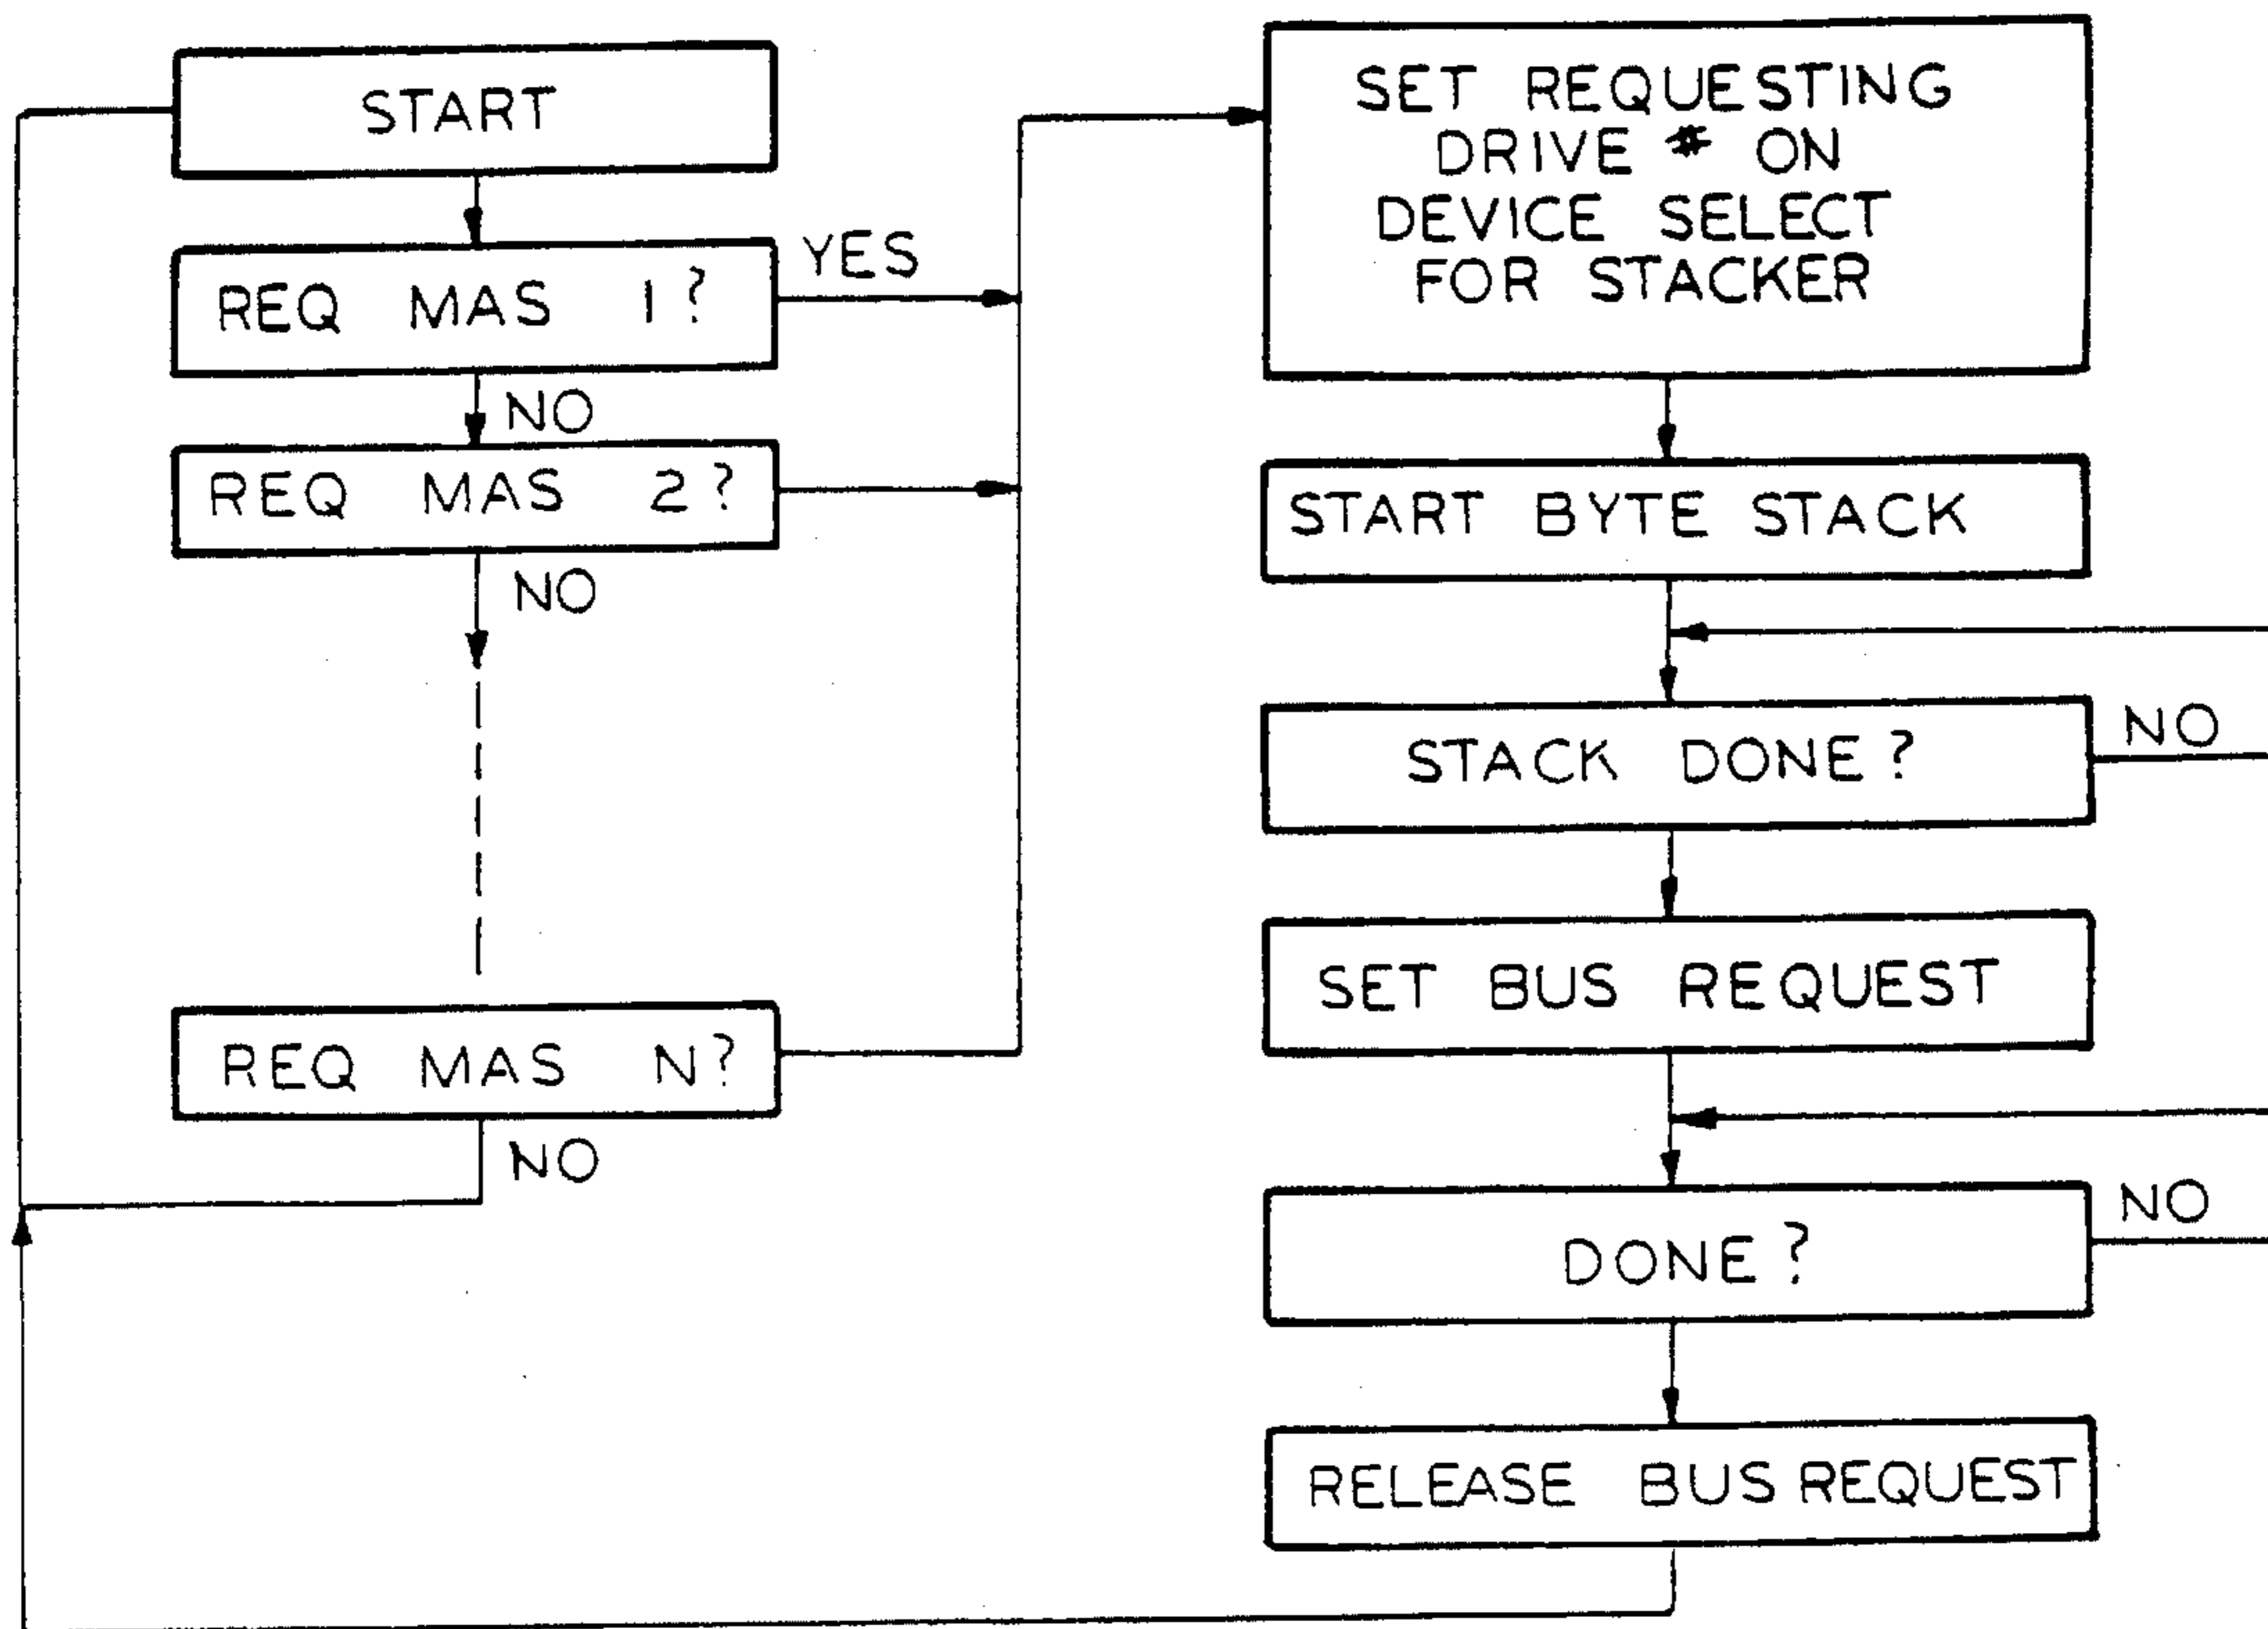 START
REQ MAS 1?
YES
NO
REQ MAS 2?
NO
REQ MAS N?
NO
SET REQUESTING
DRIVE # ON
DEVICE SELECT
FOR STACKER
START BYTE STACK
STACK DONE?
NO
SET BUS REQUEST
DONE?
NO
RELEASE BUS REQUEST